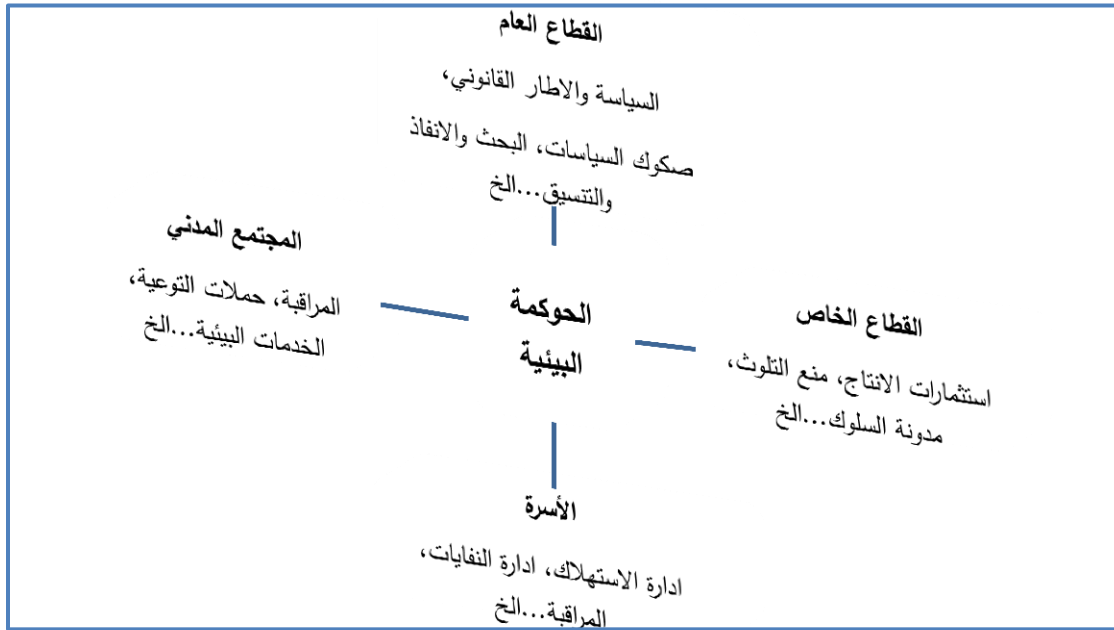 القطاع العام
السياسة والاطار القانوني،
صكوك السياسات، البحث والانفاذ
والتنسيق...الخ
المجتمع المدني
المراقبة، حملات التوعية،
الخدمات البيئية...الخ
الحوكمة
البيئية
القطاع الخاص
استثمارات الانتاج، منع التلوث،
مدونة السلوك...الخ
الأسرة
ادارة الاستهلاك، ادارة النفايات،
المراقبة...الخ